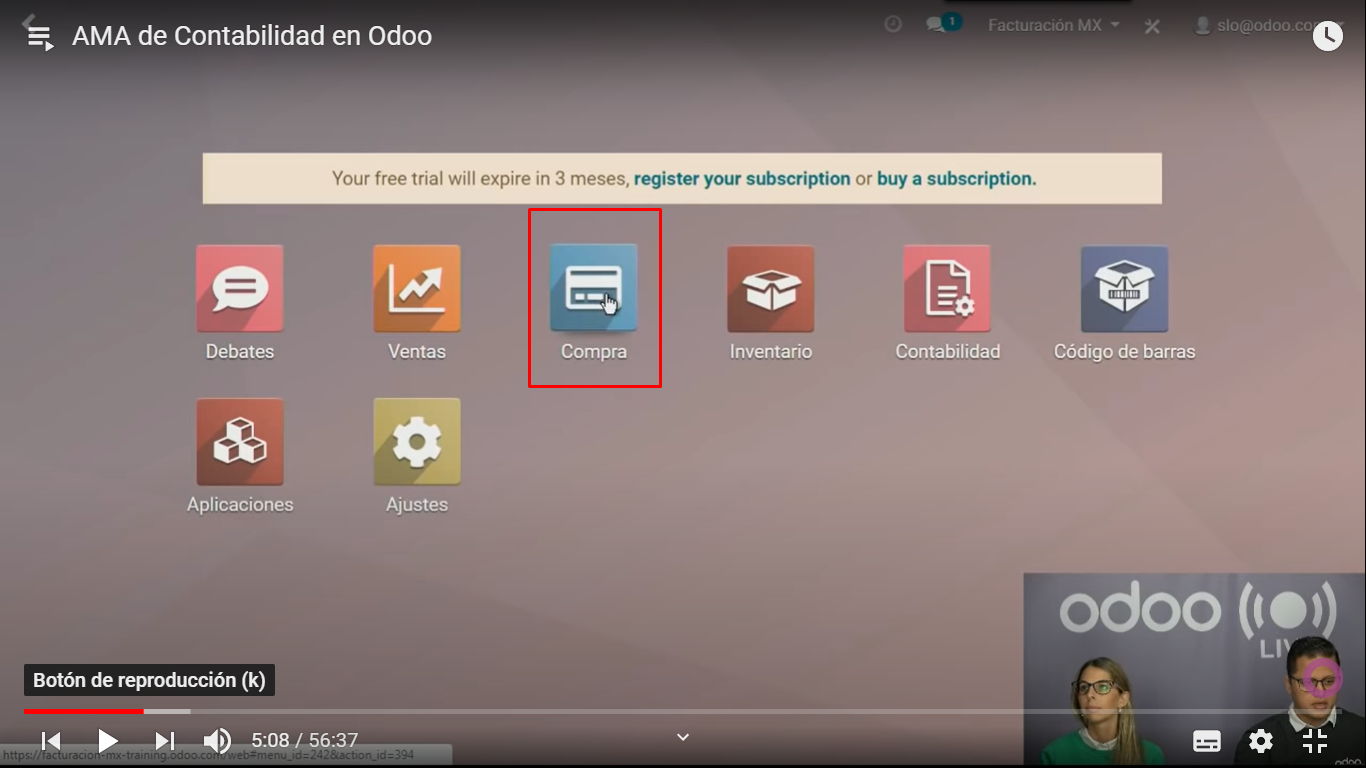 AMA de Contabilidad en Odoo
1
Facturación MX
slo@odoo.co
Your free trial will expire in 3 meses, register your subscription or buy a subscription.
Debates
Ventas
Compra
Inventario
Contabilidad
Código de barras
Aplicaciones
Ajustes
odoo
LIV
Botón de reproducción (k)
5:08 / 56:37
https://facturacion-mx-training.odoo.com/web#menu_id=242&action_id=394
odoo